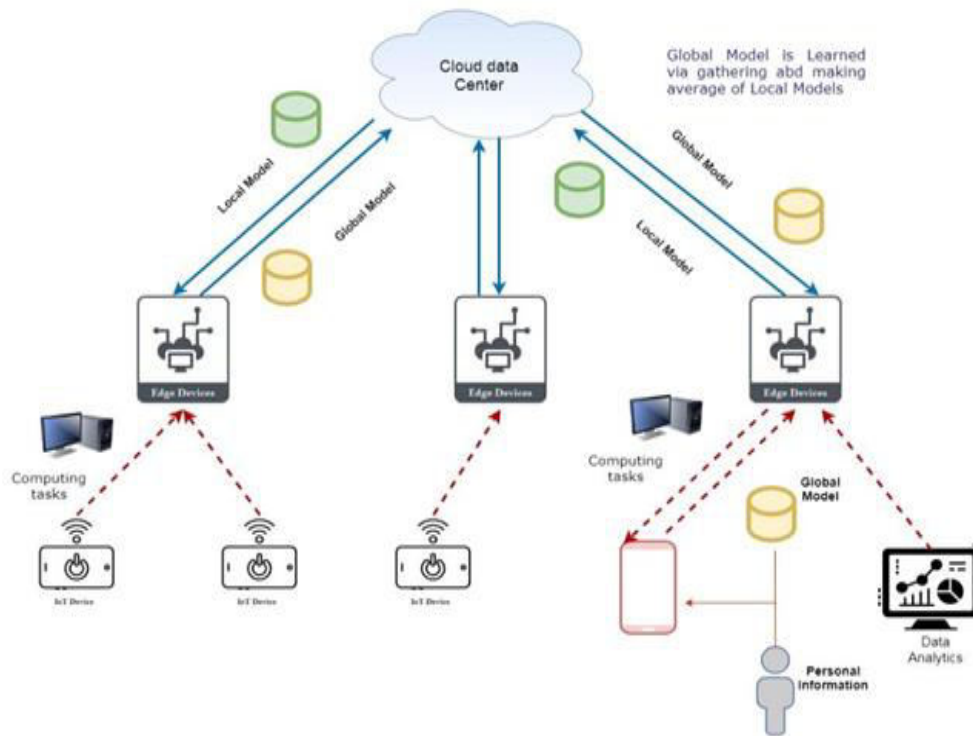 Cloud data
Center
Global Model is Learned
via gathering abd making
average of Local Models
Local Model
Global Model
Global Model
Local Model
Edge Devices
Edge Devices
Edge Devices
Computing
tasks
Computing
tasks
Global
Model
IoT Device
IoT Device
IoT Device
Data
Analytics
Personal
Information